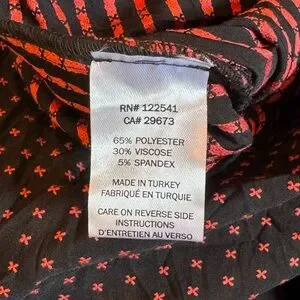 RN# 122541
CA# 29673
65% POLYESTER
30% VISCOSE
5% SPANDEX
MADE IN TURKEY
FABRIQUÉ EN TURQUIE
CARE ON REVERSE SIDE
INSTRUCTIONS
D'ENTRETIEN AU VERSO